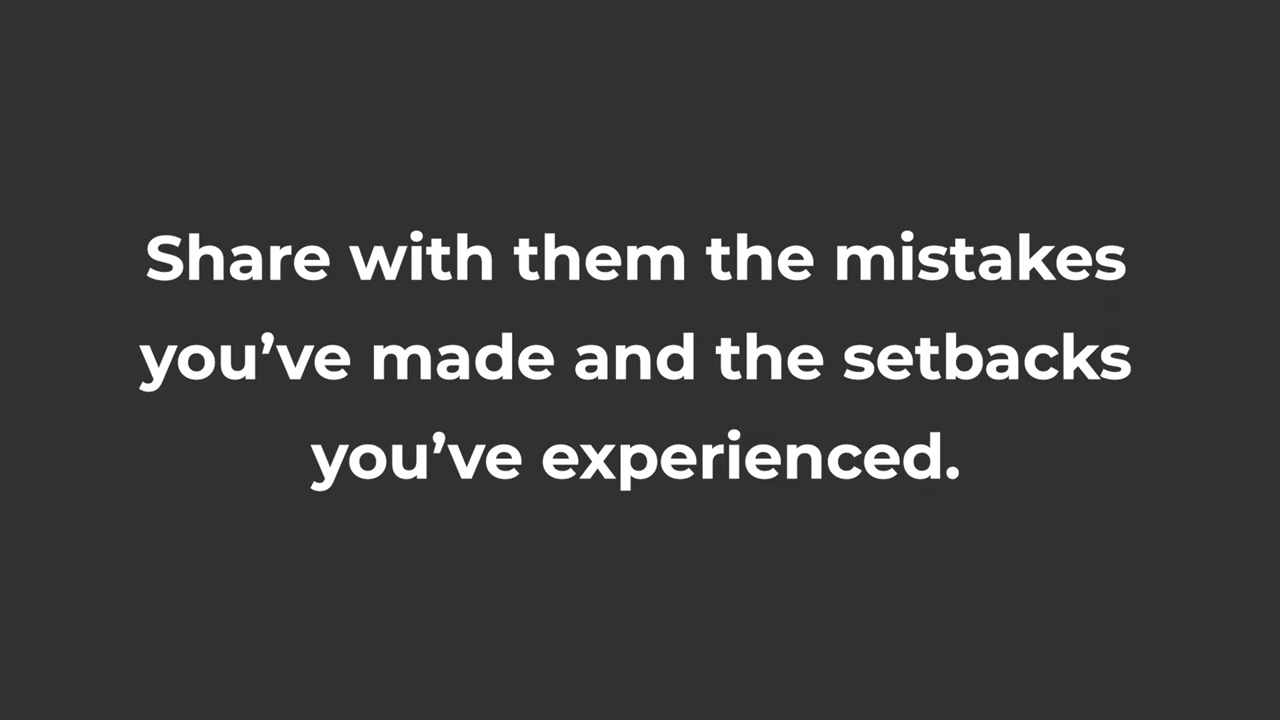 Share with them the mistakes
you’ve made and the setbacks
you’ve experienced.